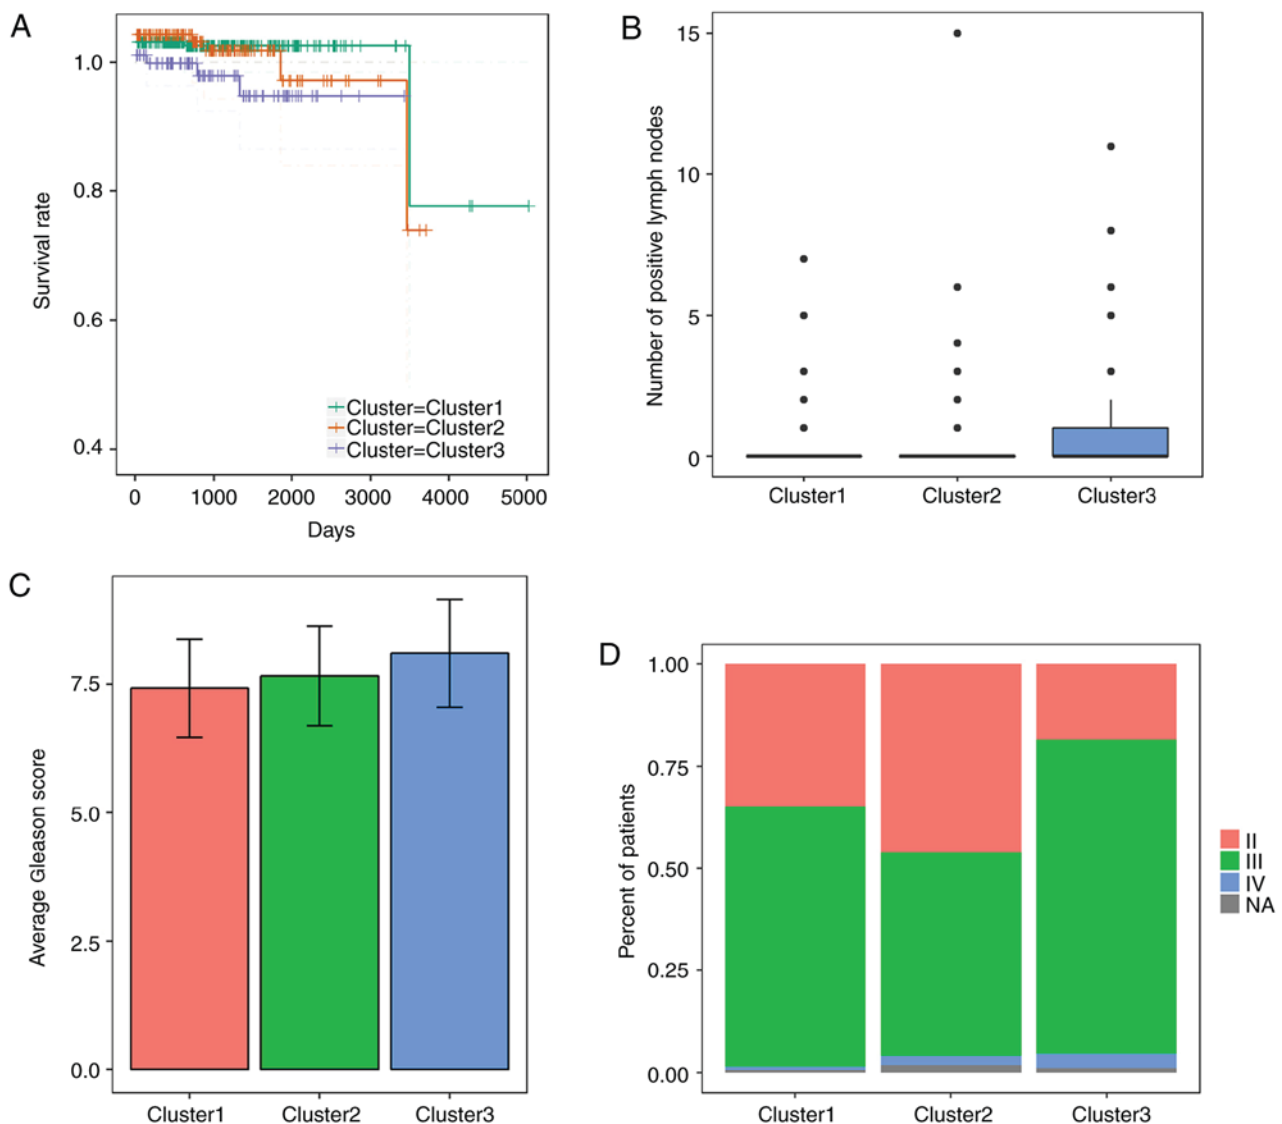 A
Survival rate
1.0
0.8
0.6
0.4
Cluster=Cluster1
Cluster=Cluster2
Cluster=Cluster3
0 1000 2000 3000 4000 5000
Days
B
Number of positive lymph nodes
15
10
5
0
Cluster1 Cluster2 Cluster3
C
Average Gleason score
7.5
5.0
2.5
0.0
Cluster1 Cluster2 Cluster3
D
Percent of patients
1.00
0.75
0.50
0.25
0.00
Cluster1 Cluster2 Cluster3
II
III
IV
NA